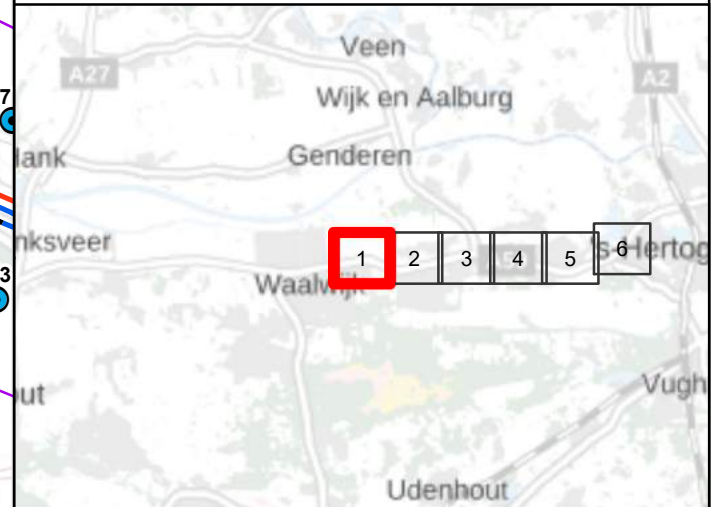 Veen
A27
A2
Wijk en Aalburg
7
Genderen
ank
nksveer
1 2 3 4 5 6
's-Hertog
Waalwijk
3
Vugh
out
Udenhout